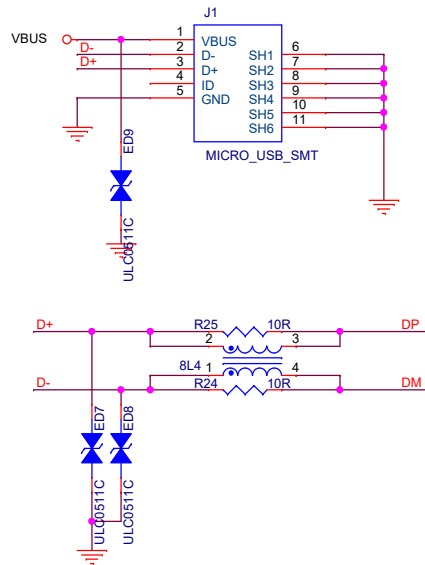 J1
VBUS
1
VBUS
D-
2
D-
SH1
6
D+
3
D+
SH2
7
4
ID
SH3
8
5
GND
SH4
9
SH5
10
SH6
11
MICRO_USB_SMT
ED9
ULC0511C
D+
R25
10R
DP
2
3
8L4
1
4
D-
R24
10R
DM
ED7
ED8
ULC0511C
ULC0511C